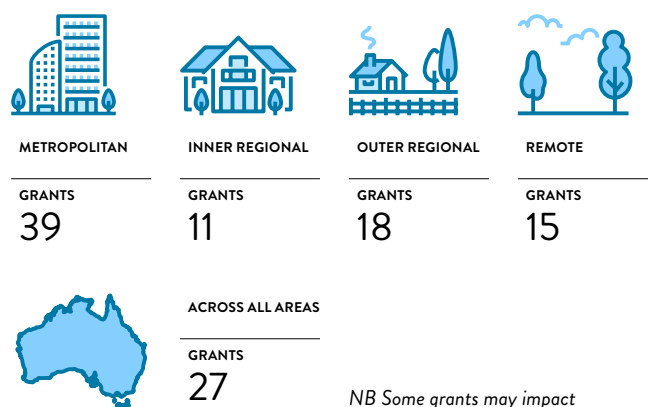 METROPOLITAN
GRANTS
39
INNER REGIONAL
GRANTS
11
OUTER REGIONAL
GRANTS
18
REMOTE
GRANTS
15
ACROSS ALL AREAS
GRANTS
27
NB Some grants may impact